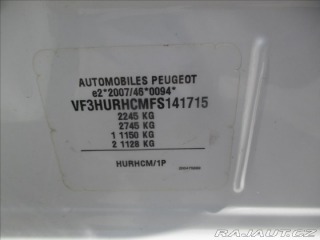 AUTOMOBILES PEUGEOT
e2*2007/46*0094*
VF3HURHCMFS141715
2245 KG
2745 KG
1 1150 KG
2 1128 KG
HURHCM/1P
RAJAUT.CZ